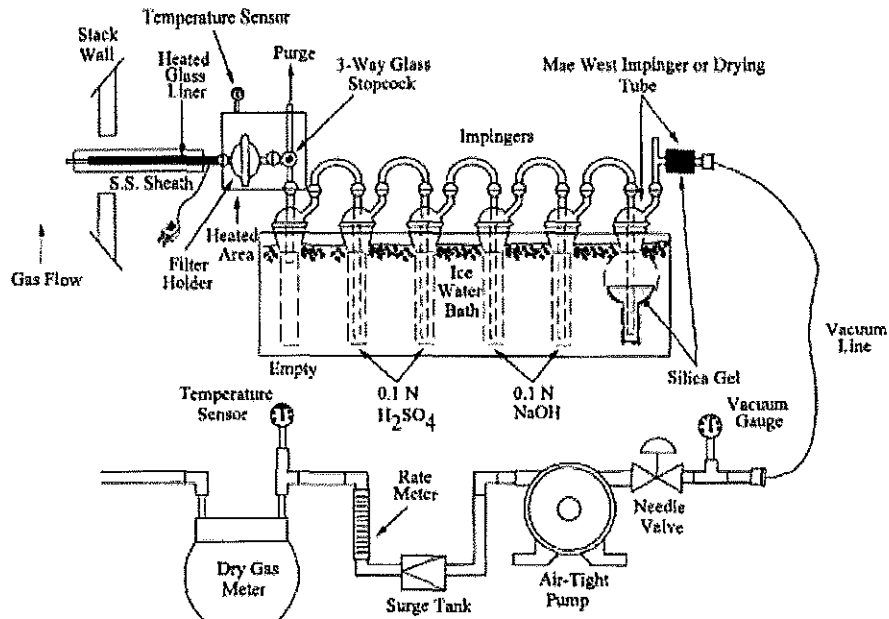 Temperature Sensor
Stack
Wall
Heated
Glass
Liner
Purge
3-Way Glass
Stopcock
Mae West Impinger or Drying
Tube
Impingers
S.S. Sheath
Heated
Area
Filter
Holder
Gas Flow
Ice
Water
Bath
Vacuum
Line
Empty
0.1 N
H2SO4
0.1 N
NaOH
Silica Gel
Temperature
Sensor
Vacuum
Gauge
Rate
Meter
Needle
Valve
Dry Gas
Meter
Surge Tank
Air-Tight
Pump